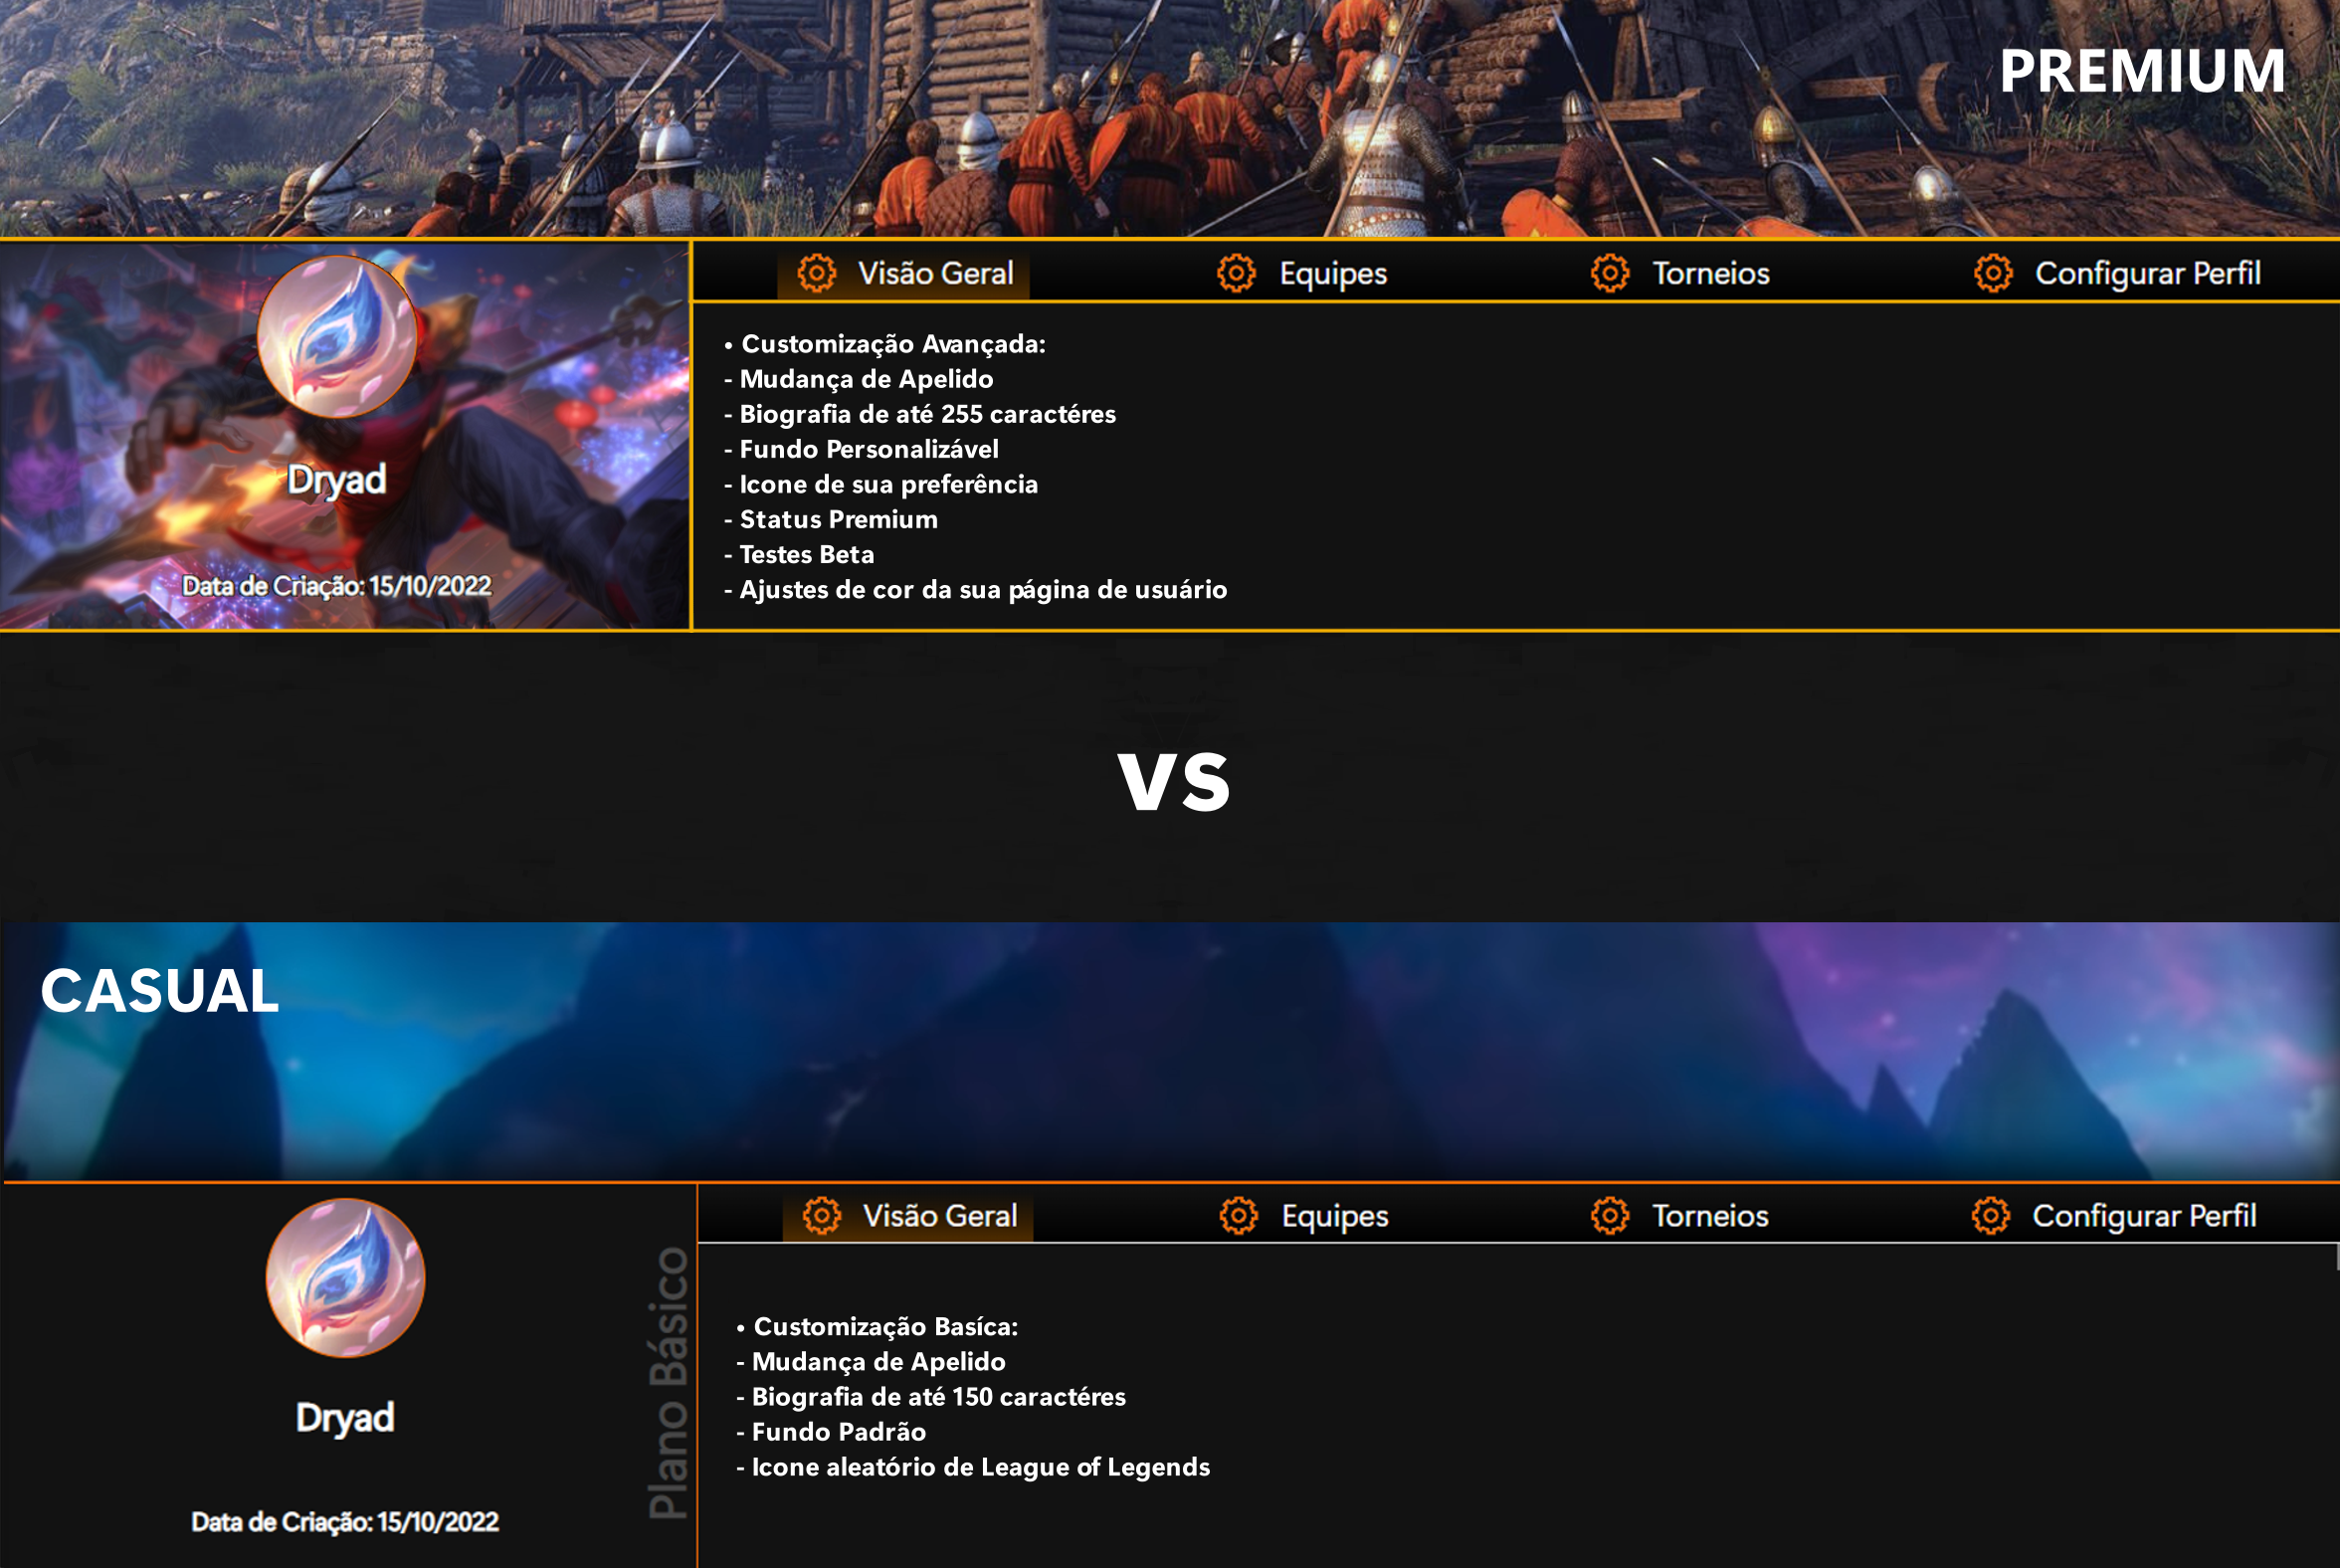 PREMIUM
Visão Geral
Equipes
Torneios
Configurar Perfil
Dryad
Data de Criação: 15/10/2022
• Customização Avançada:
- Mudança de Apelido
- Biografia de até 255 caractéres
- Fundo Personalizável
- Icone de sua preferência
- Status Premium
- Testes Beta
- Ajustes de cor da sua página de usuário
VS
CASUAL
Visão Geral
Equipes
Torneios
Configurar Perfil
Dryad
Data de Criação: 15/10/2022
Plano Básico
• Customização Basíca:
- Mudança de Apelido
- Biografia de até 150 caractéres
- Fundo Padrão
- Icone aleatório de League of Legends